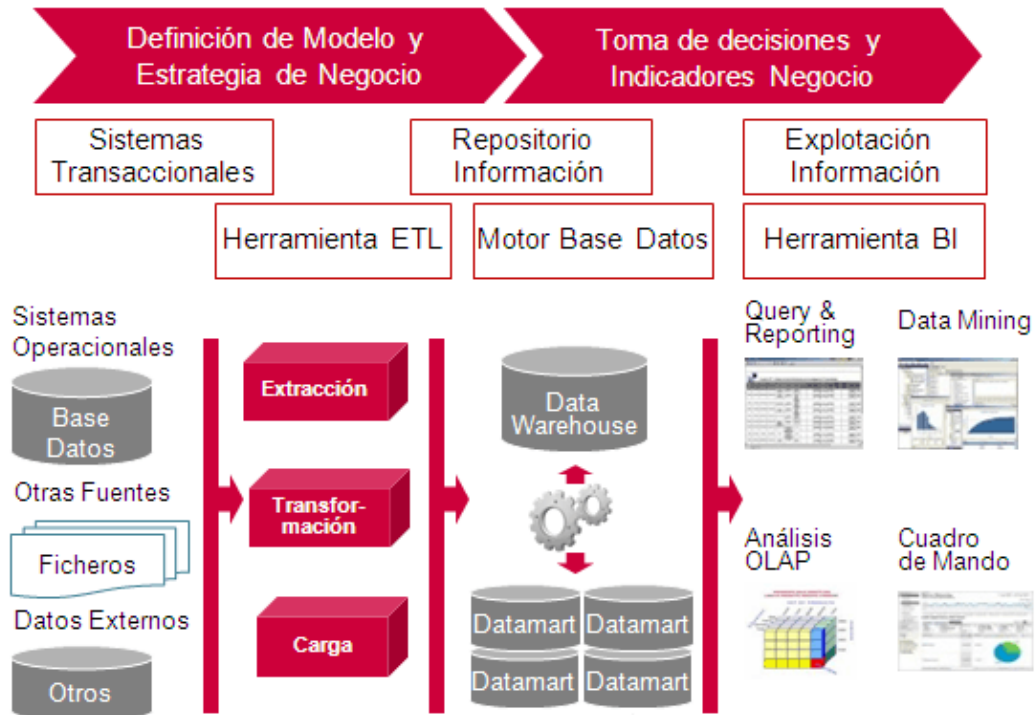 Definición de Modelo y
Estrategia de Negocio
Toma de decisiones y
Indicadores Negocio
Sistemas
Transaccionales
Repositorio
Información
Explotación
Información
Herramienta ETL
Motor Base Datos
Herramienta BI
Sistemas
Operacionales
Base
Datos
Otras Fuentes
Ficheros
Datos Externos
Otros
Extracción
Transfor-
mación
Carga
Data
Warehouse
Datamart
Datamart
Datamart
Datamart
Query &
Reporting
Data Mining
Análisis
OLAP
Cuadro
de Mando